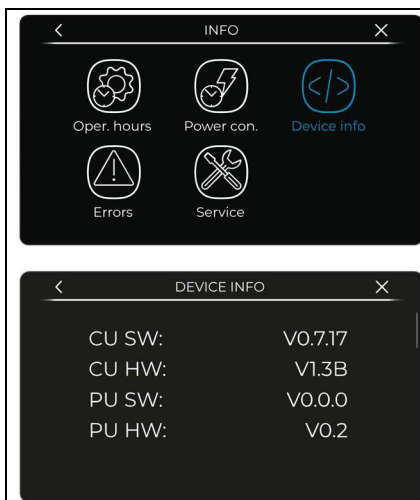 INFO
Oper. hours Power con. Device info
Errors Service
DEVICE INFO
CU SW: V0.7.17
CU HW: V1.3B
PU SW: V0.0.0
PU HW: V0.2